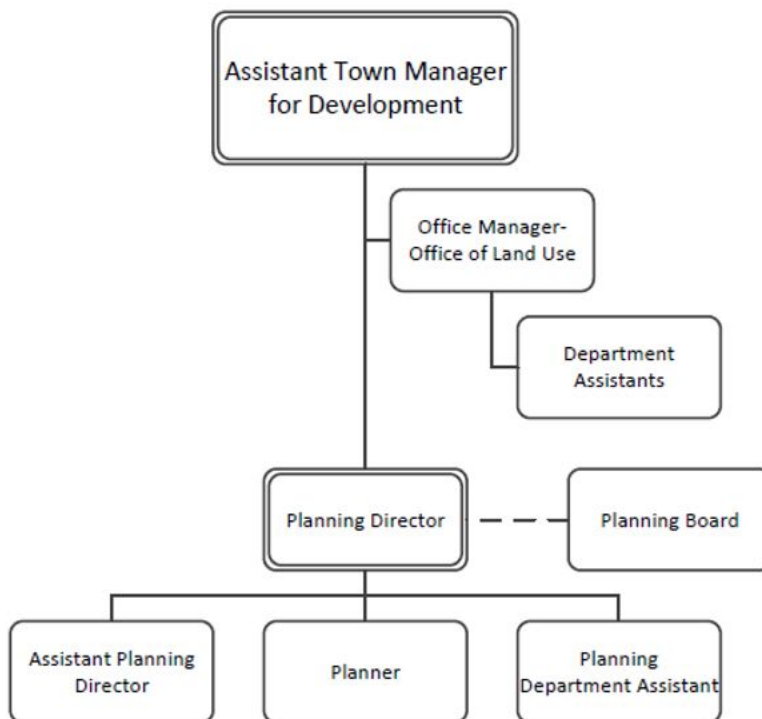 Assistant Town Manager
for Development
Office Manager-
Office of Land Use
Department
Assistants
Planning Director
Planning Board
Assistant Planning
Director
Planner
Planning
Department Assistant